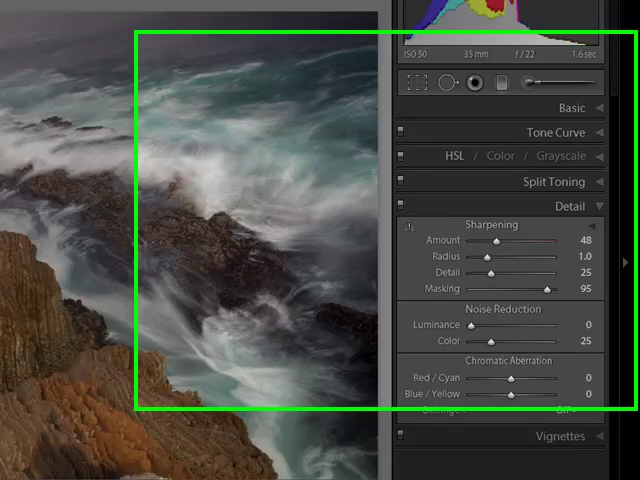 ISO 50 35 mm ƒ / 22 1.6 sec
Basic
Tone Curve
HSL / Color / Grayscale
Split Toning
Detail
Sharpening
Amount 48
Radius 1.0
Detail 25
Masking 95
Noise Reduction
Luminance 0
Color 25
Chromatic Aberration
Red / Cyan 0
Blue / Yellow 0
Vignettes